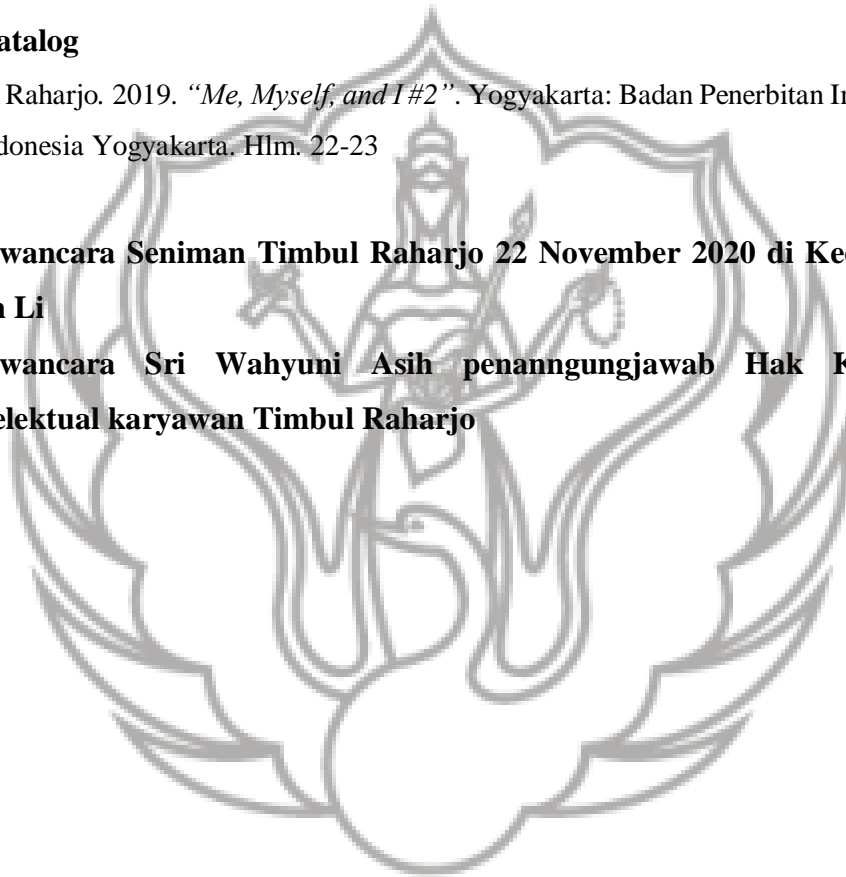 atalog
Raharjo. 2019. “Me, Myself, and I #2”. Yogyakarta: Badan Penerbitan In
donesia Yogyakarta. Hlm. 22-23
wancara Seniman Timbul Raharjo 22 November 2020 di Ked
Li
wancara Sri Wahyuni Asih penanngungjawab Hak K
elektual karyawan Timbul Raharjo